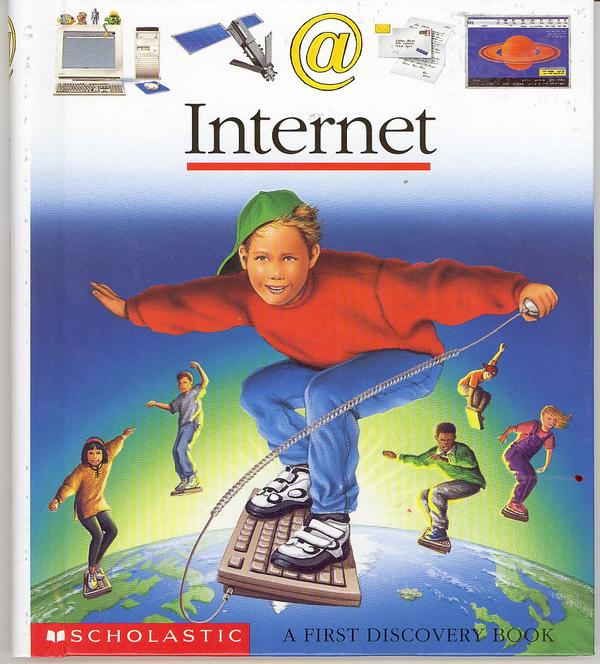 @
Internet
SCHOLASTIC
A FIRST DISCOVERY BOOK